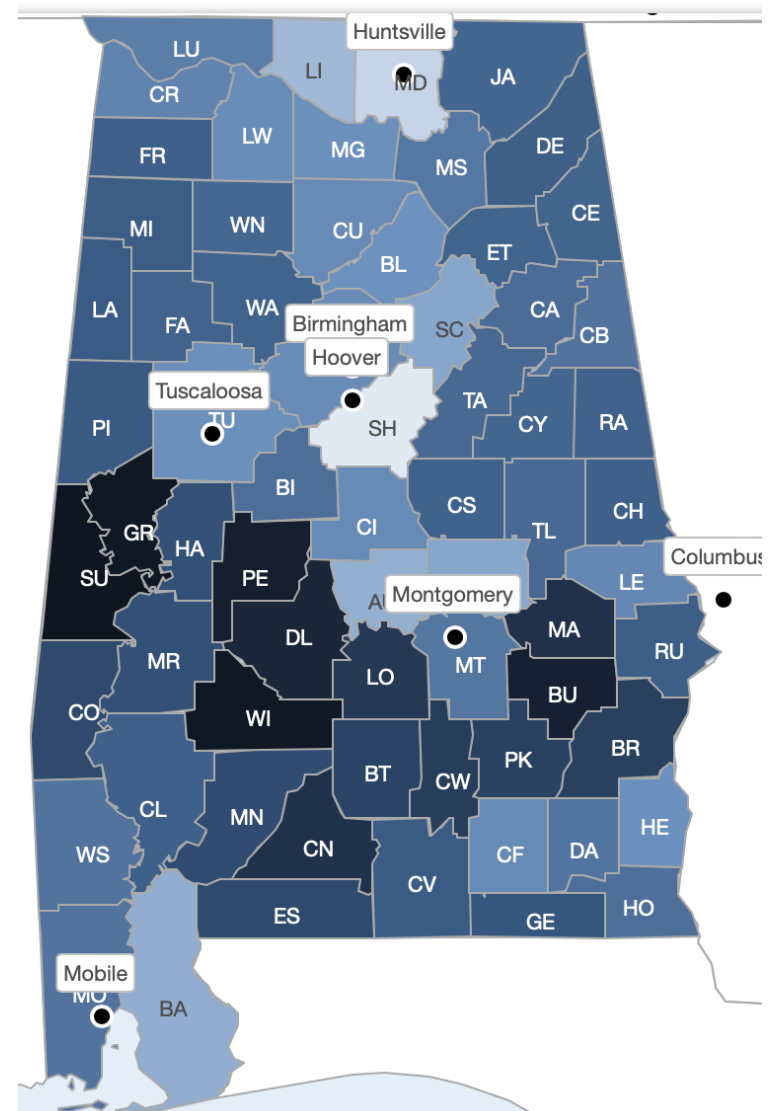 Huntsville
LU
LI
MD
JA
CR
LW
MG
FR
MS
DE
CE
MI
WN
CU
BL
ET
LA
FA
WA
CA
CB
Birmingham
SC
Hoover
Tuscaloosa
TU
PI
SH
TA
CY
RA
BI
CS
CH
GR
HA
CI
TL
Columbus
SU
PE
LE
Montgomery
DL
MA
MR
LO
MT
RU
CO
WI
BU
BT
CW
PK
BR
CL
MN
CN
WS
CF
DA
HE
CV
ES
GE
HO
Mobile
MO
BA